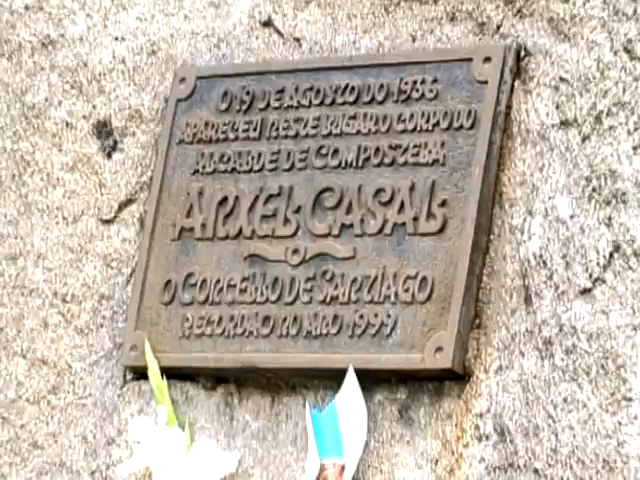 O 19 DE AGOSTO DO 1936
APARECEU NESTE LUGAR O CORPO DO
ALCALDE DE COMPOSTELA
ANXEL CASAL
O CONCELLO DE SANTIAGO
RECORDAO NO ANO 1999